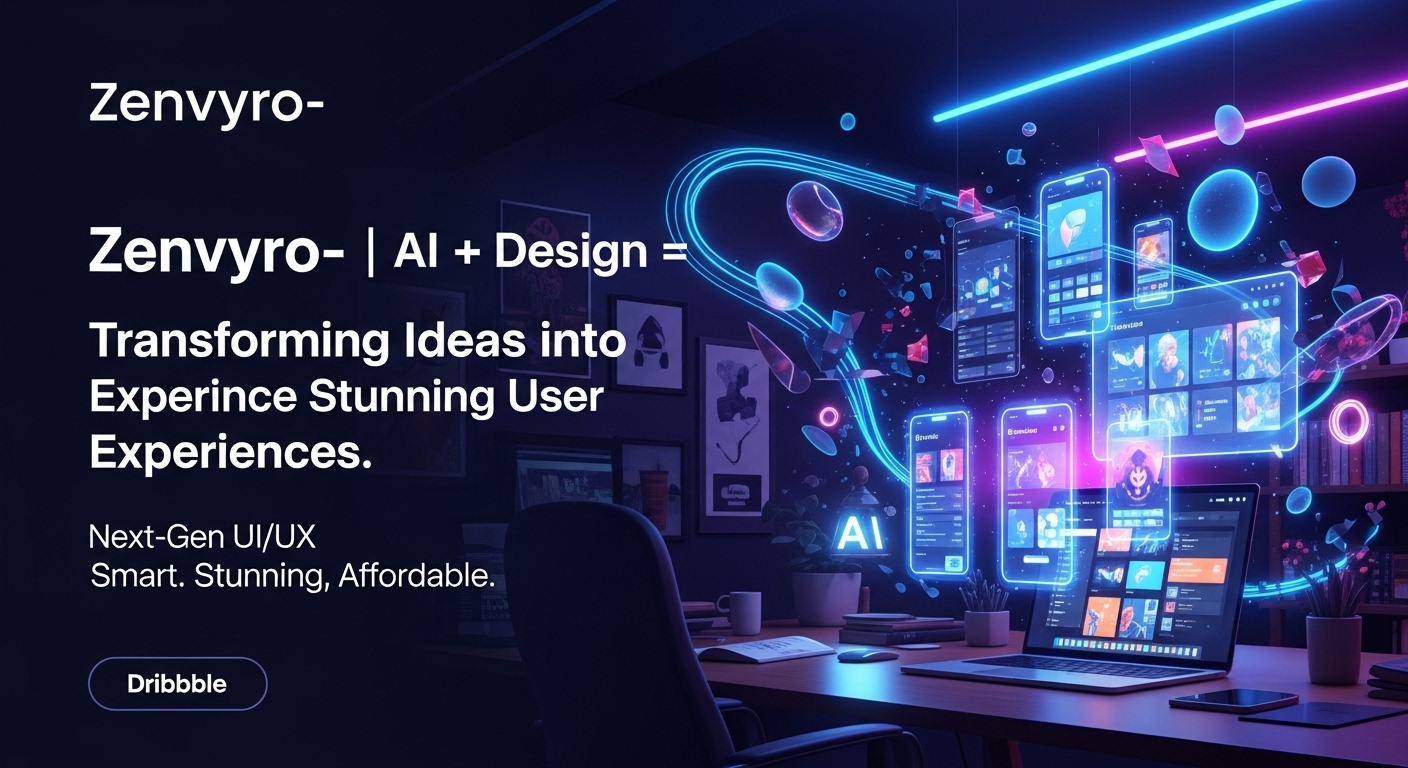 Zenvyro-
Zenvyro- | AI + Design =
Transforming Ideas into
Experince Stunning User
Experiences.
Next-Gen UI/UX
Smart. Stunning, Affordable.
Dribbble
AI